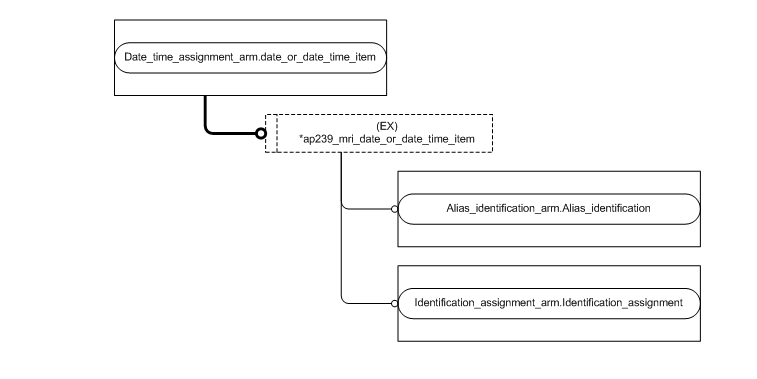 Date_time_assignment_arm.date_or_date_time_item
(EX)
*ap239_mri_date_or_date_time_item
Alias_identification_arm.Alias_identification
Identification_assignment_arm.Identification_assignment